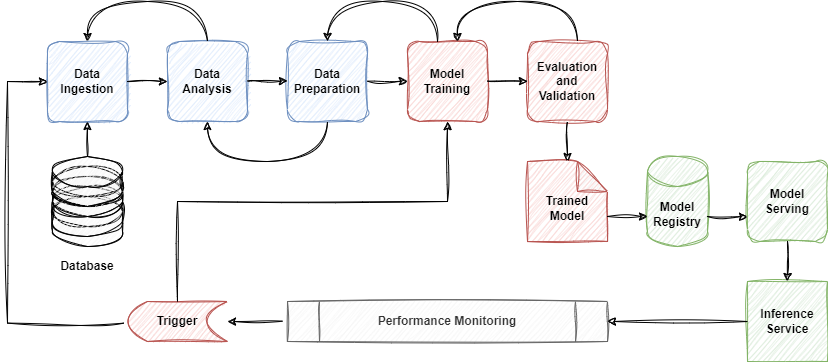 Data
Ingestion
Data
Analysis
Data
Preparation
Model
Training
Evaluation
and
Validation
Database
Trained
Model
Model
Registry
Model
Serving
Trigger
Performance Monitoring
Inference
Service